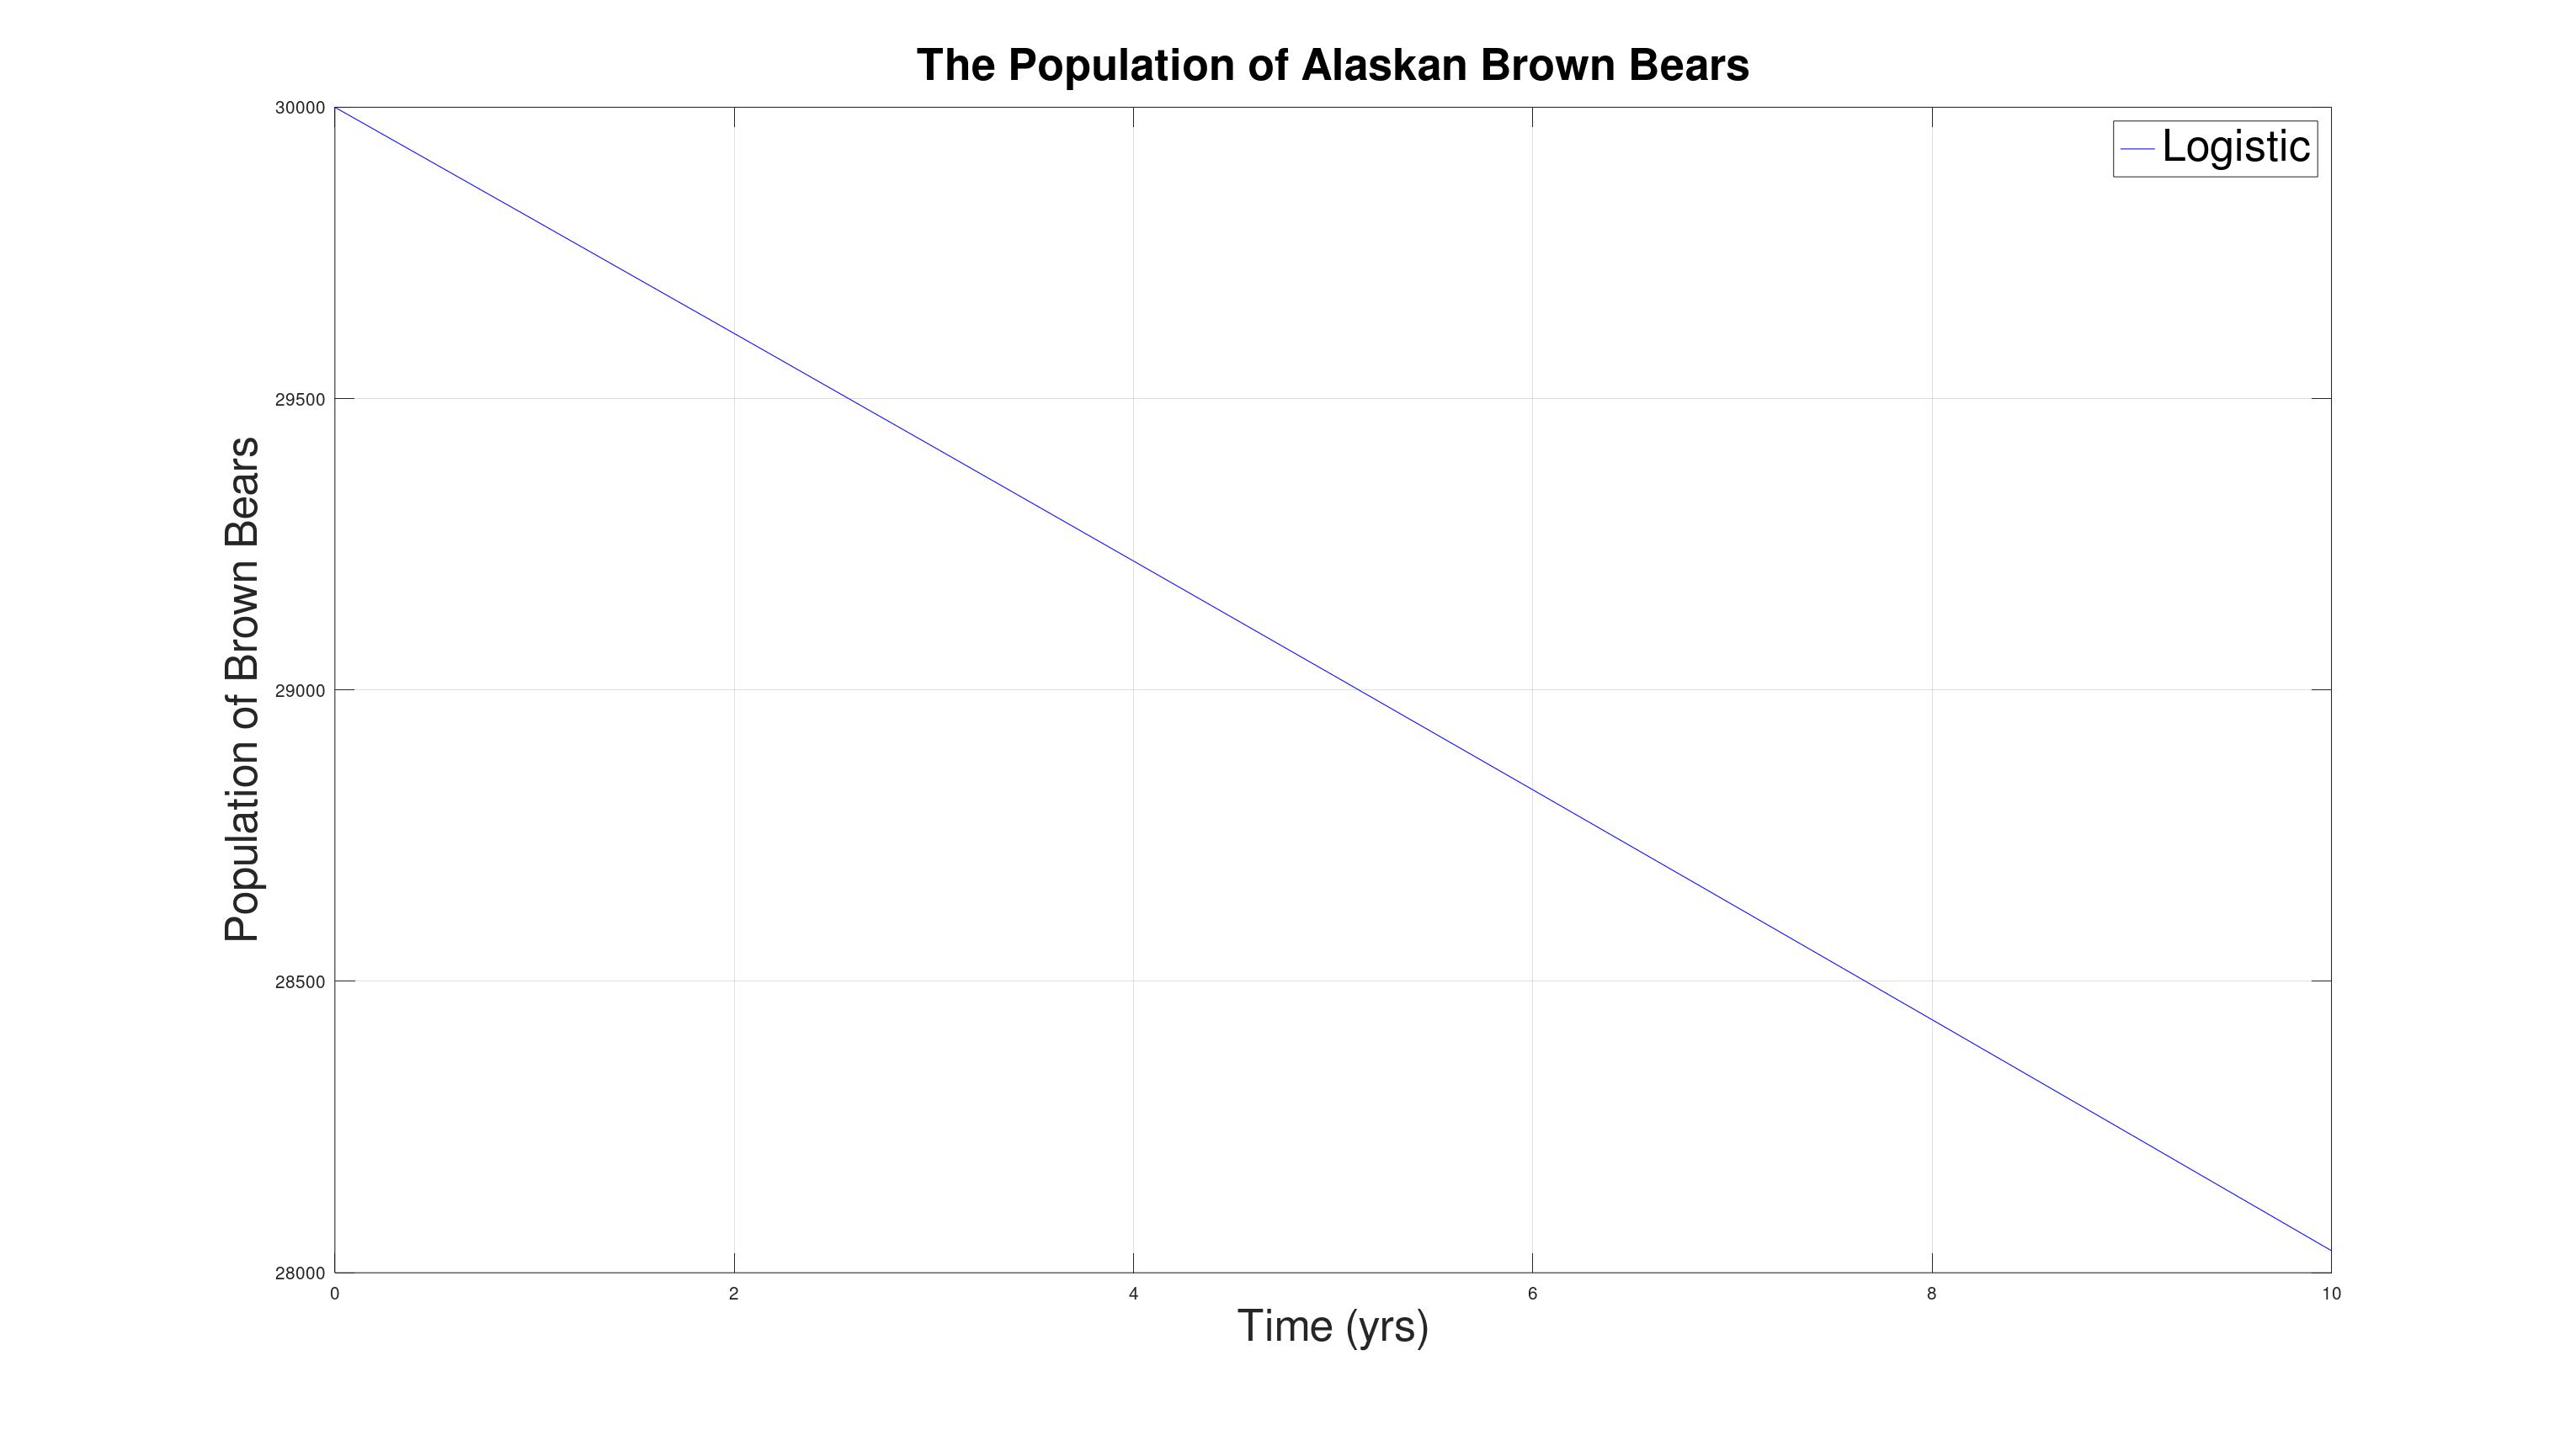 The Population of Alaskan Brown Bears
30000
Logistic
29500
Population of Brown Bears
29000
28500
28000
0 2 4 6 8 10
Time (yrs)